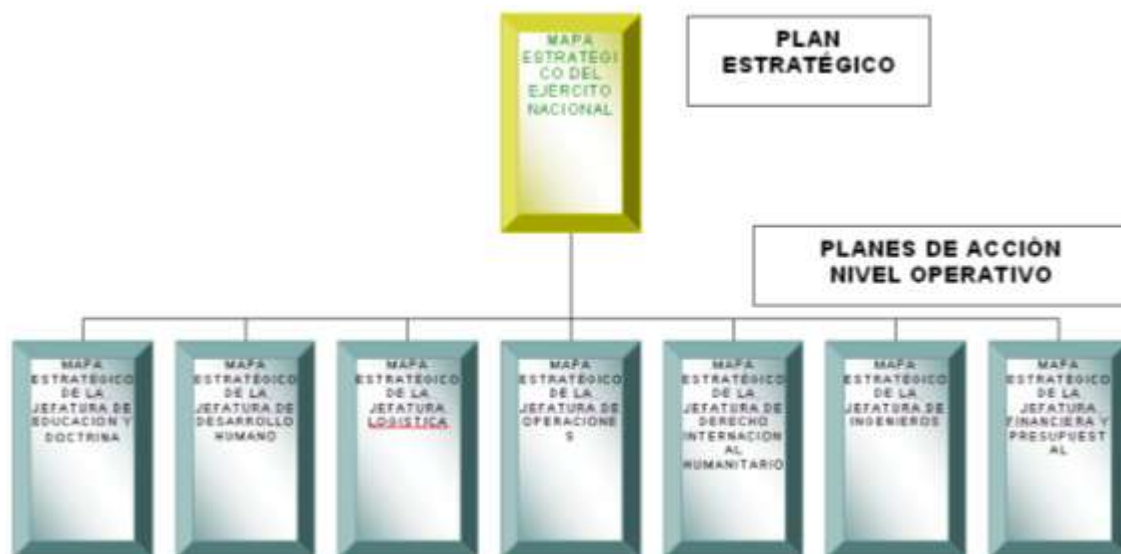 MAPA
ESTRATÉGI
CO DEL
EJÉRCITO
NACIONAL
PLAN
ESTRATÉGICO
PLANES DE ACCIÓN
NIVEL OPERATIVO
MAPA
ESTRATÉGICO
DE LA
JEFATURA DE
EDUCACIÓN Y
DOCTRINA
MAPA
ESTRATÉGICO
DE LA
JEFATURA DE
DESARROLLO
HUMANO
MAPA
ESTRATÉGICO
DE LA
JEFATURA
LOGISTICA
MAPA
ESTRATÉGICO
DE LA
JEFATURA DE
OPERACIONE
S
MAPA
ESTRATÉGICO
DE LA
JEFATURA DE
DERECHO
INTERNACION
AL
HUMANITARIO
MAPA
ESTRATÉGICO
DE LA
JEFATURA DE
INGENIEROS
MAPA
ESTRATÉGICO
DE LA
JEFATURA
FINANCIERA Y
PRESUPUEST
AL